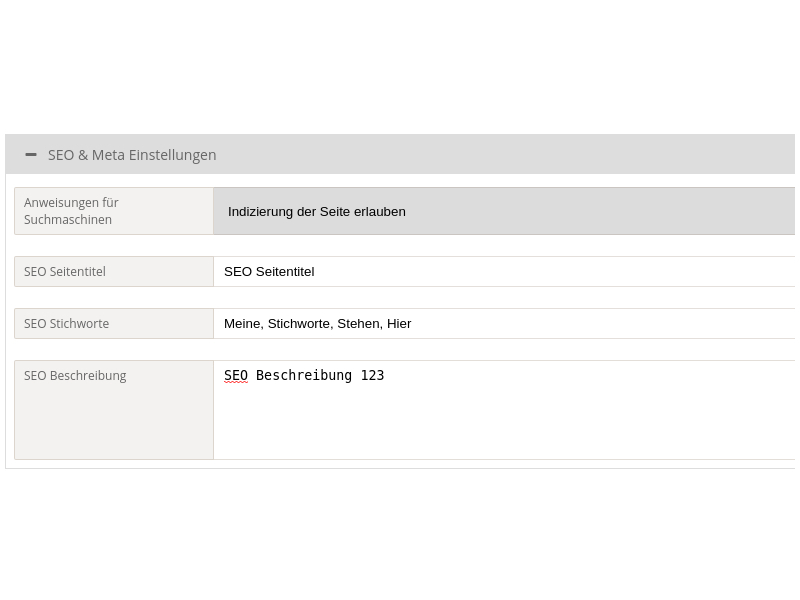 SEO & Meta Einstellungen
Anweisungen für
Suchmaschinen
Indizierung der Seite erlauben
SEO Seitentitel
SEO Seitentitel
SEO Stichworte
Meine, Stichworte, Stehen, Hier
SEO Beschreibung
SEO Beschreibung 123